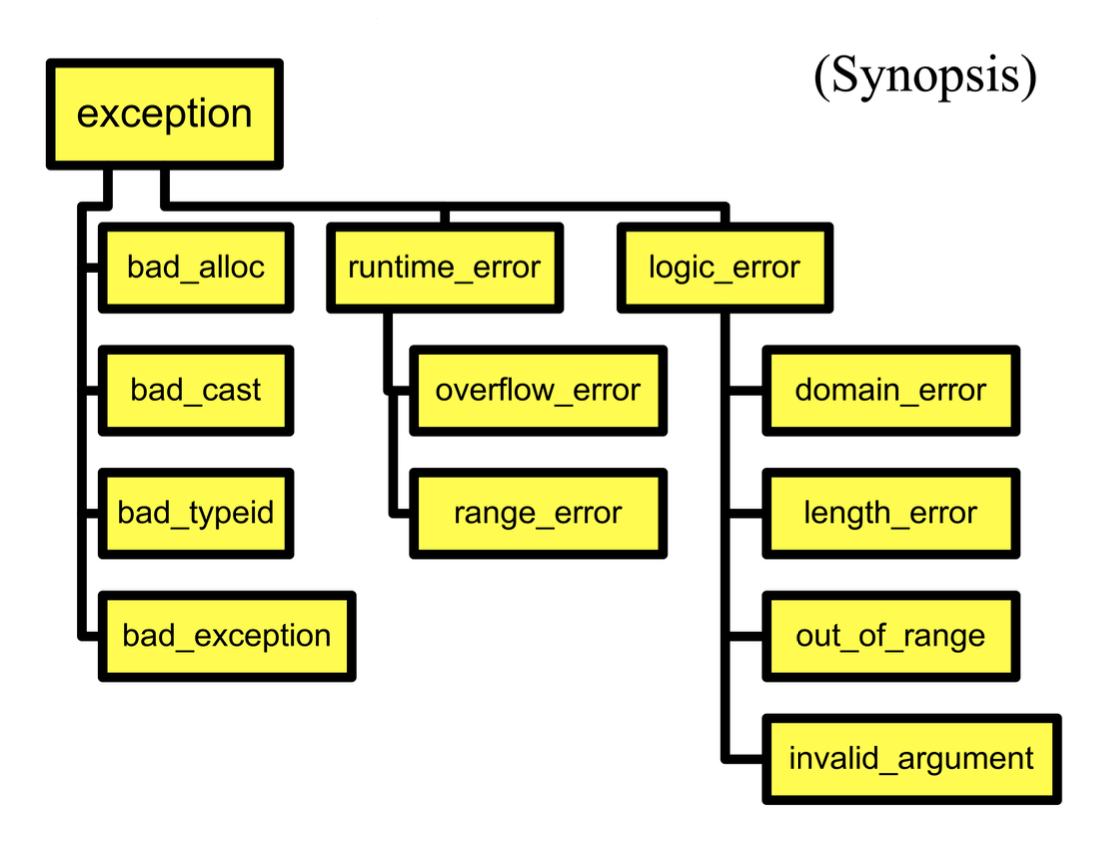 (Synopsis)
exception
bad_alloc
runtime_error
logic_error
bad_cast
overflow_error
domain_error
bad_typeid
range_error
length_error
bad_exception
out_of_range
invalid_argument